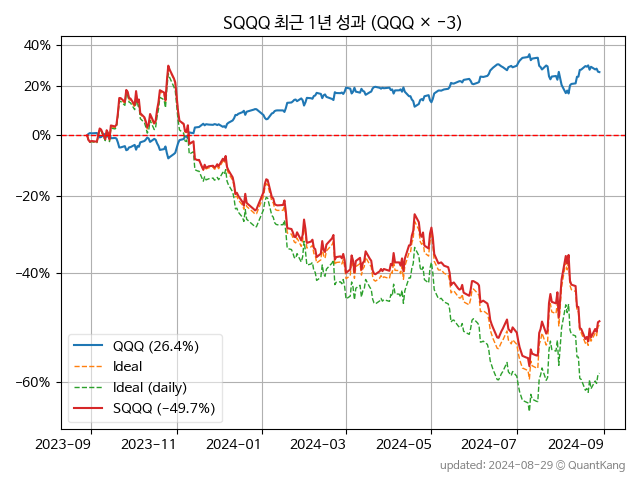 SQQQ 최근 1년 성과 (QQQ × −3)
40%
20%
0%
−20%
−40%
−60%
QQQ (26.4%)
Ideal
Ideal (daily)
SQQQ (−49.7%)
2023−09 2023−11 2024−01 2024−03 2024−05 2024−07 2024−09
updated: 2024-08-29 © QuantKang